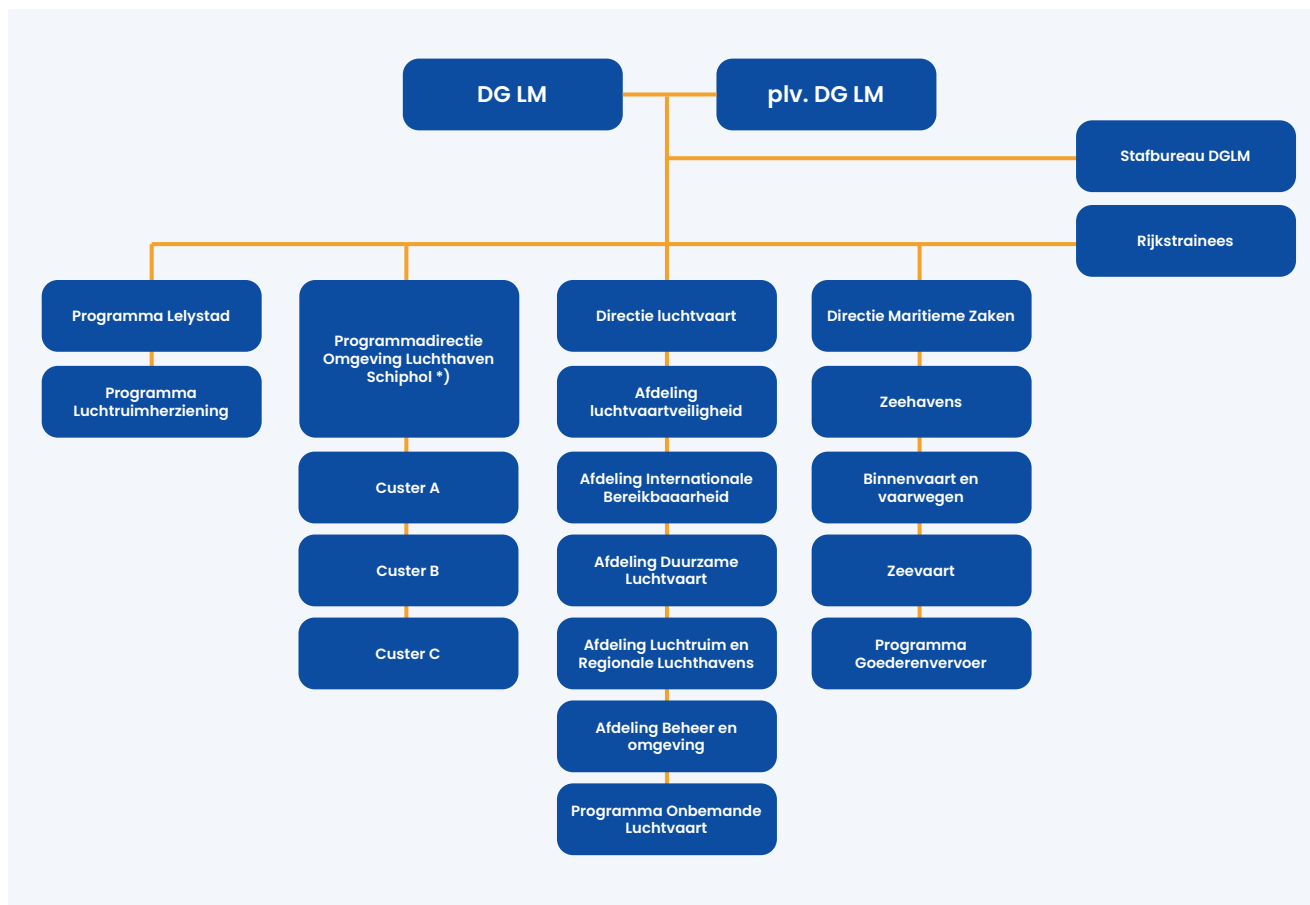 DG LM
plv. DG LM
Stafbureau DGLM
Rijkstrainees
Programma Lelystad
Programma
Luchtruimherziening
Programmadirectie
Omgeving Luchthaven
Schiphol *)
Custer A
Custer B
Custer C
Directie luchtvaart
Afdeling
luchtvaartveiligheid
Afdeling Internationale
Bereikbaaarheid
Afdeling Duurzame
Luchtvaart
Afdeling Luchtruim en
Regionale Luchthavens
Afdeling Beheer en
omgeving
Programma Onbemande
Luchtvaart
Directie Maritieme Zaken
Zeehavens
Binnenvaart en
vaarwegen
Zeevaart
Programma
Goederenvervoer